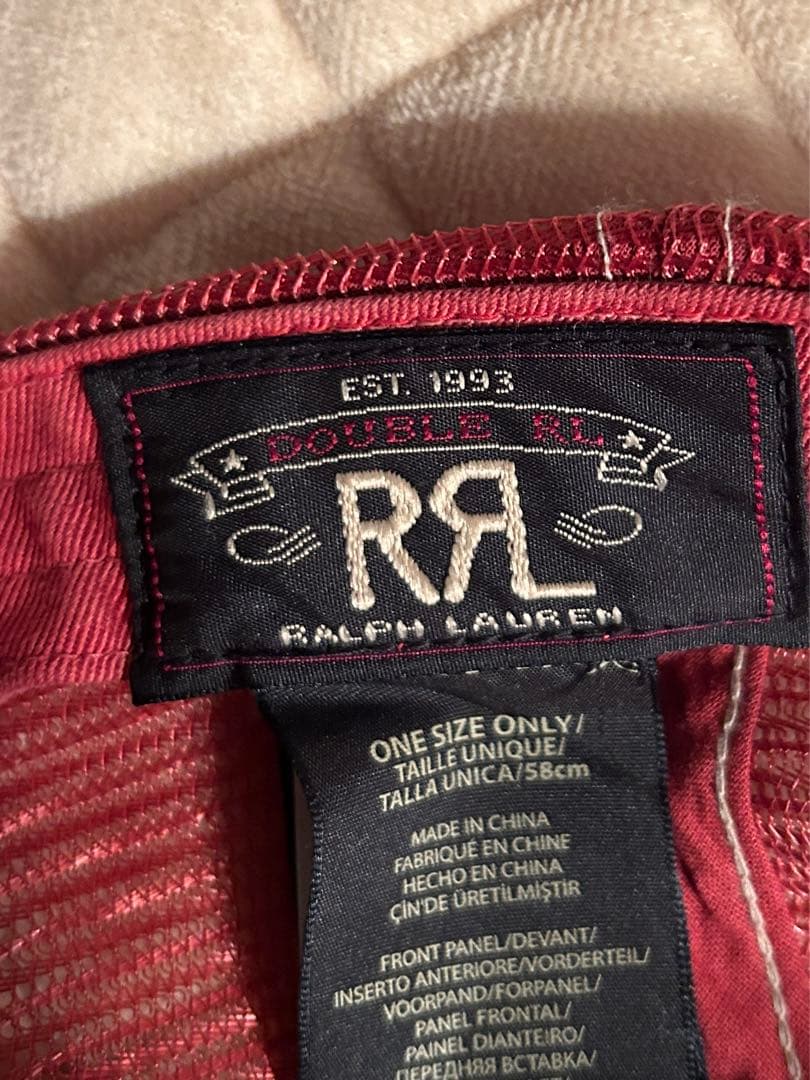 EST. 1993
DOUBLE RL
RRL
RALPH LAUREN
ONE SIZE ONLY/
TAILLE UNIQUE/
TALLA UNICA/58cm
MADE IN CHINA
FABRIQUÉ EN CHINE
HECHO EN CHINA
ÇİN'DE ÜRETİLMİŞTİR
FRONT PANEL/DEVANT/
INSERTO ANTERIORE/VORDERTEIL/
VOORPAND/FORPANEL/
PANEL FRONTAL/
PAINEL DIANTEIRO/
ПЕРЕДНЯЯ ВСТАВКА/